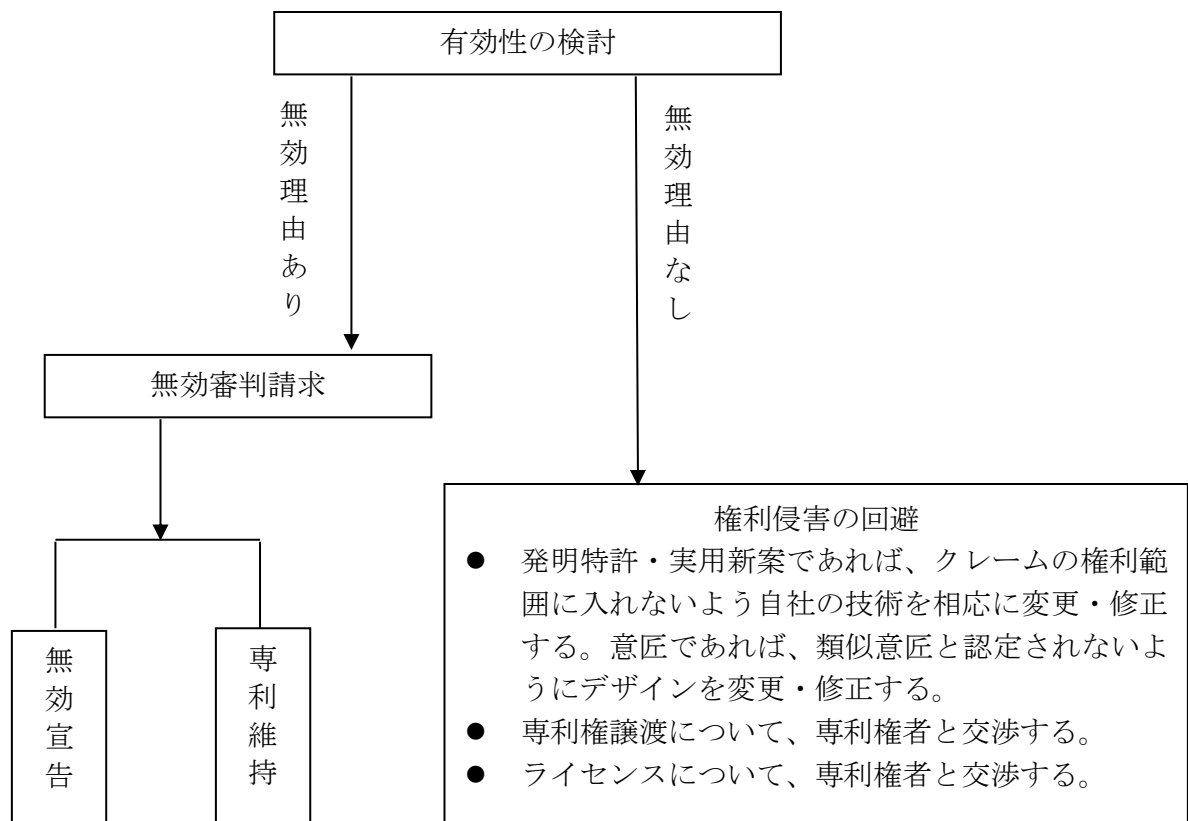 有効性の検討
無効理由あり
無効理由なし
無効審判請求
無効宣告
専利維持
権利侵害の回避
● 発明特許・実用新案であれば、クレームの権利範
囲に入れないよう自社の技術を相応に変更・修正
する。意匠であれば、類似意匠と認定されないよ
うにデザインを変更・修正する。
● 専利権譲渡について、専利権者と交渉する。
● ライセンスについて、専利権者と交渉する。